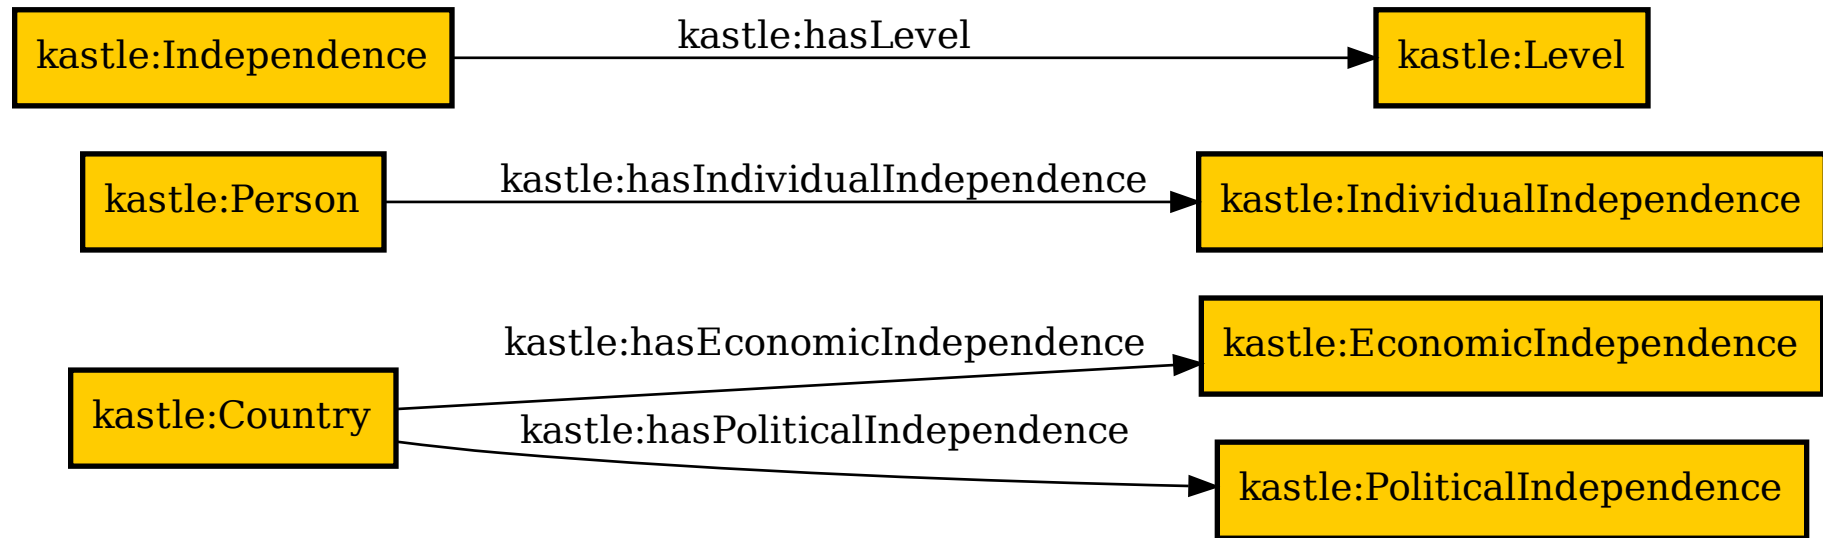 kastle:Independence
kastle:hasLevel
kastle:Level
kastle:Person
kastle:hasIndividualIndependence
kastle:IndividualIndependence
kastle:Country
kastle:hasEconomicIndependence
kastle:EconomicIndependence
kastle:hasPoliticalIndependence
kastle:PoliticalIndependence